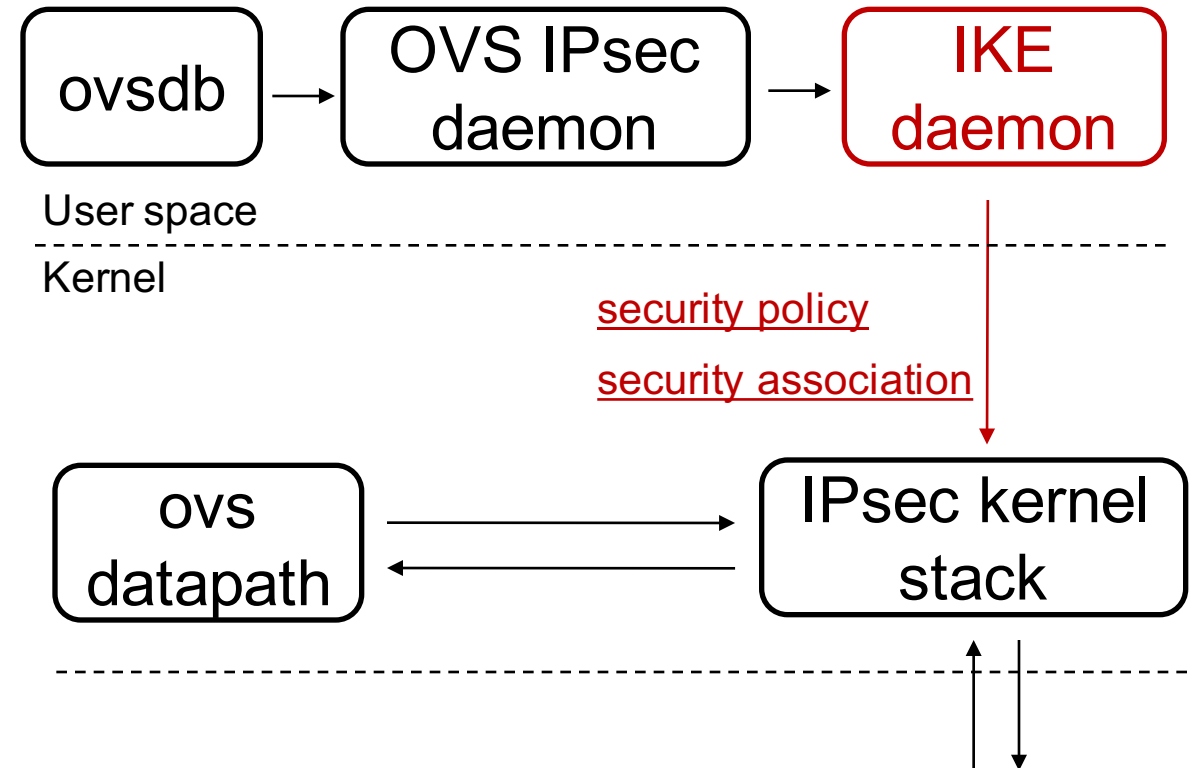 ovsdb
OVS IPsec
daemon
IKE
daemon
User space
Kernel
security policy
security association
ovs
datapath
IPsec kernel
stack